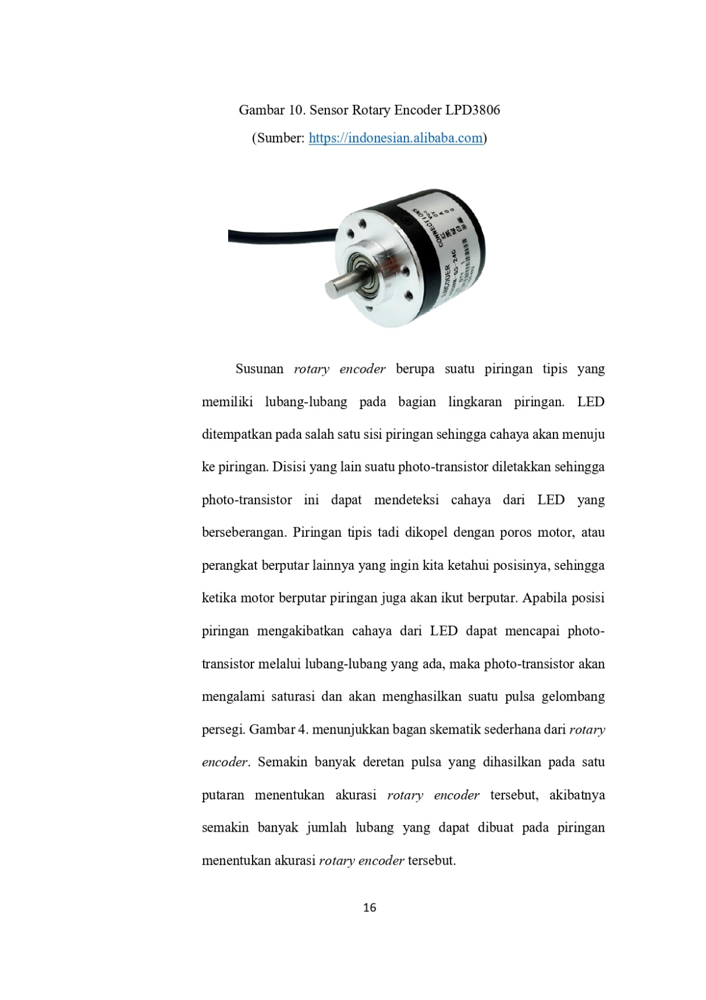 Gambar 10. Sensor Rotary Encoder LPD3806
(Sumber: https://indonesian.alibaba.com)
CONNECTIONS
ENCODER
QTY 1
Susunan rotary encoder berupa suatu piringan tipis yang
memiliki lubang-lubang pada bagian lingkaran piringan. LED
ditempatkan pada salah satu sisi piringan sehingga cahaya akan menuju
ke piringan. Disisi yang lain suatu photo-transistor diletakkan sehingga
photo-transistor ini dapat mendeteksi cahaya dari LED yang
berseberangan. Piringan tipis tadi dikopel dengan poros motor, atau
perangkat berputar lainnya yang ingin kita ketahui posisinya, sehingga
ketika motor berputar piringan juga akan ikut berputar. Apabila posisi
piringan mengakibatkan cahaya dari LED dapat mencapai photo-
transistor melalui lubang-lubang yang ada, maka photo-transistor akan
mengalami saturasi dan akan menghasilkan suatu pulsa gelombang
persegi. Gambar 4. menunjukkan bagan skematik sederhana dari rotary
encoder. Semakin banyak deretan pulsa yang dihasilkan pada satu
putaran menentukan akurasi rotary encoder tersebut, akibatnya
semakin banyak jumlah lubang yang dapat dibuat pada piringan
menentukan akurasi rotary encoder tersebut.
16